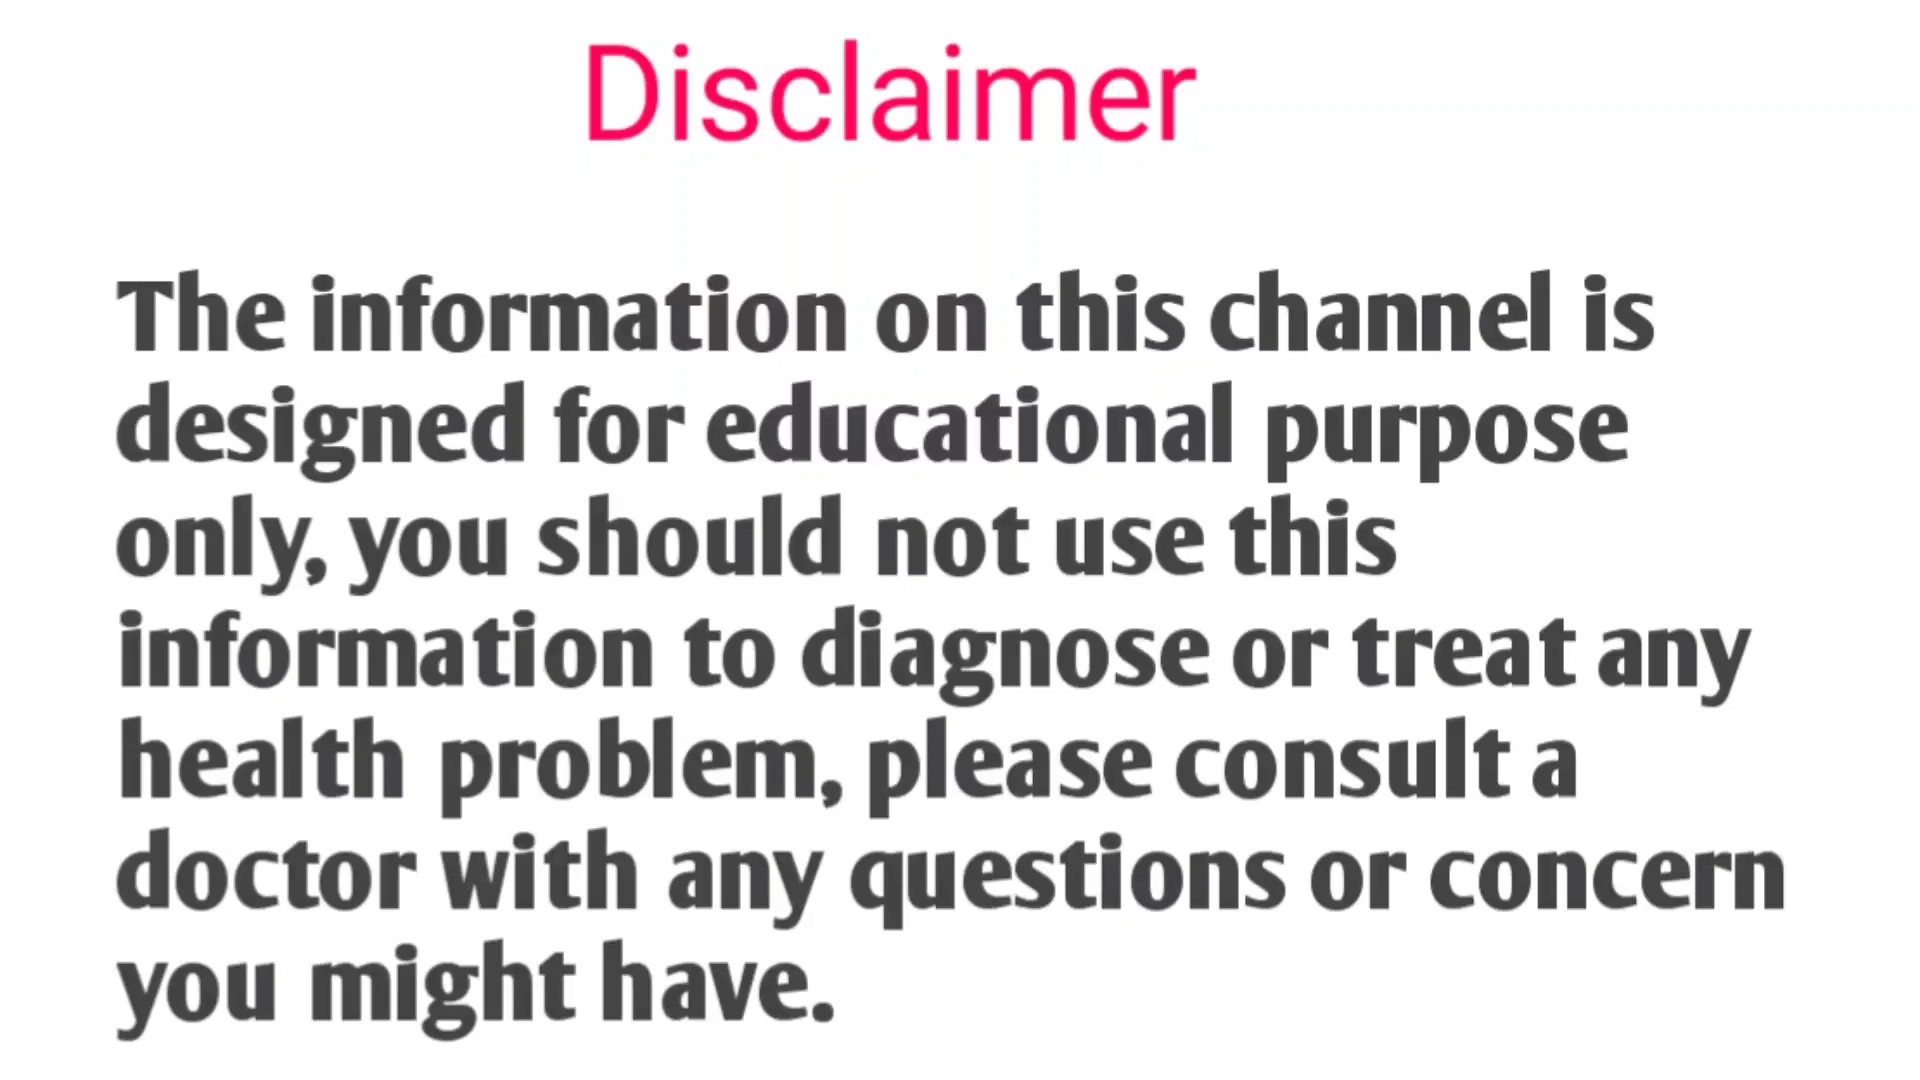 Disclaimer
The information on this channel is
designed for educational purpose
only, you should not use this
information to diagnose or treat any
health problem, please consult a
doctor with any questions or concern
you might have.